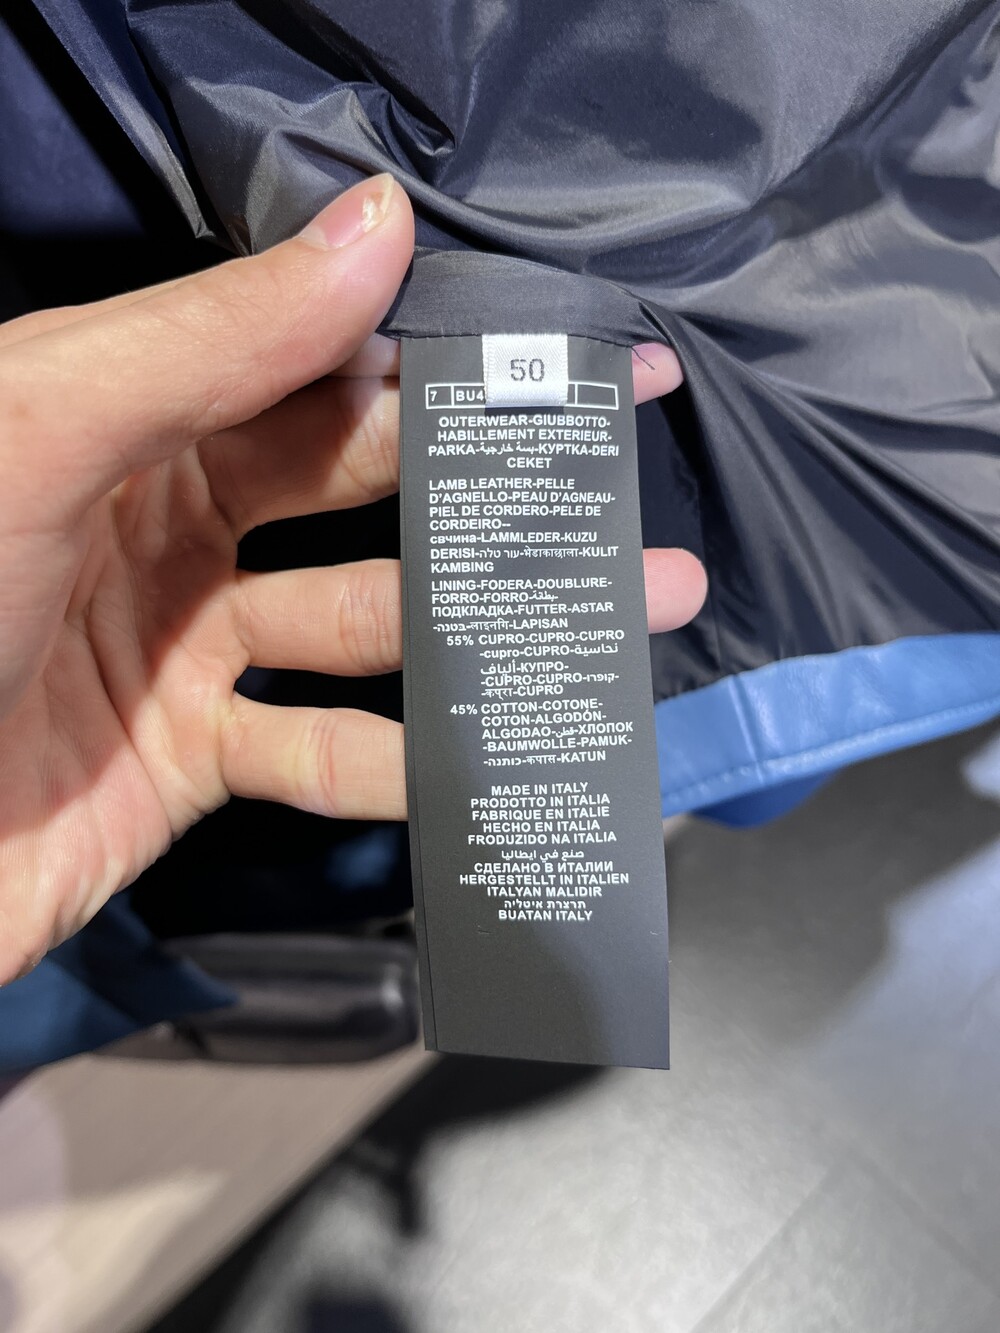 50
7 BU4
OUTERWEAR-GIUBBOTTO-
HABILLEMENT EXTERIEUR-
PARKA-بسة خارجية-КУРТКА-DERI
CEKET
LAMB LEATHER-PELLE
D'AGNELLO-PEAU D'AGNEAU-
PIEL DE CORDERO-PELE DE
CORDEIRO--
свчина-LAMMLEDER-KUZU
DERISI-עור טלה-भेडाकाछाला-KULIT
KAMBING
LINING-FODERA-DOUBLURE-
FORRO-FORRO-بطانة-
ПОДКЛАДКА-FUTTER-ASTAR
-בטנה-लाइनिंग-LAPISAN
55% CUPRO-CUPRO-CUPRO
-cupro-CUPRO-نحاسية
ألياف-КУПРО-
-CUPRO-CUPRO-קופרו-
-कपरा-CUPRO
45% COTTON-COTONE-
COTON-ALGODÓN-
ALGODAO-قطن-ХЛОПОК
-BAUMWOLLE-PAMUK-
-כותנה-कपास-KATUN
MADE IN ITALY
PRODOTTO IN ITALIA
FABRIQUE EN ITALIE
HECHO EN ITALIA
FRODUZIDO NA ITALIA
صنع في ايطاليا
СДЕЛАНО В ИТАЛИИ
HERGESTELLT IN ITALIEN
ITALYAN MALIDIR
תרצרת איטליה
BUATAN ITALY